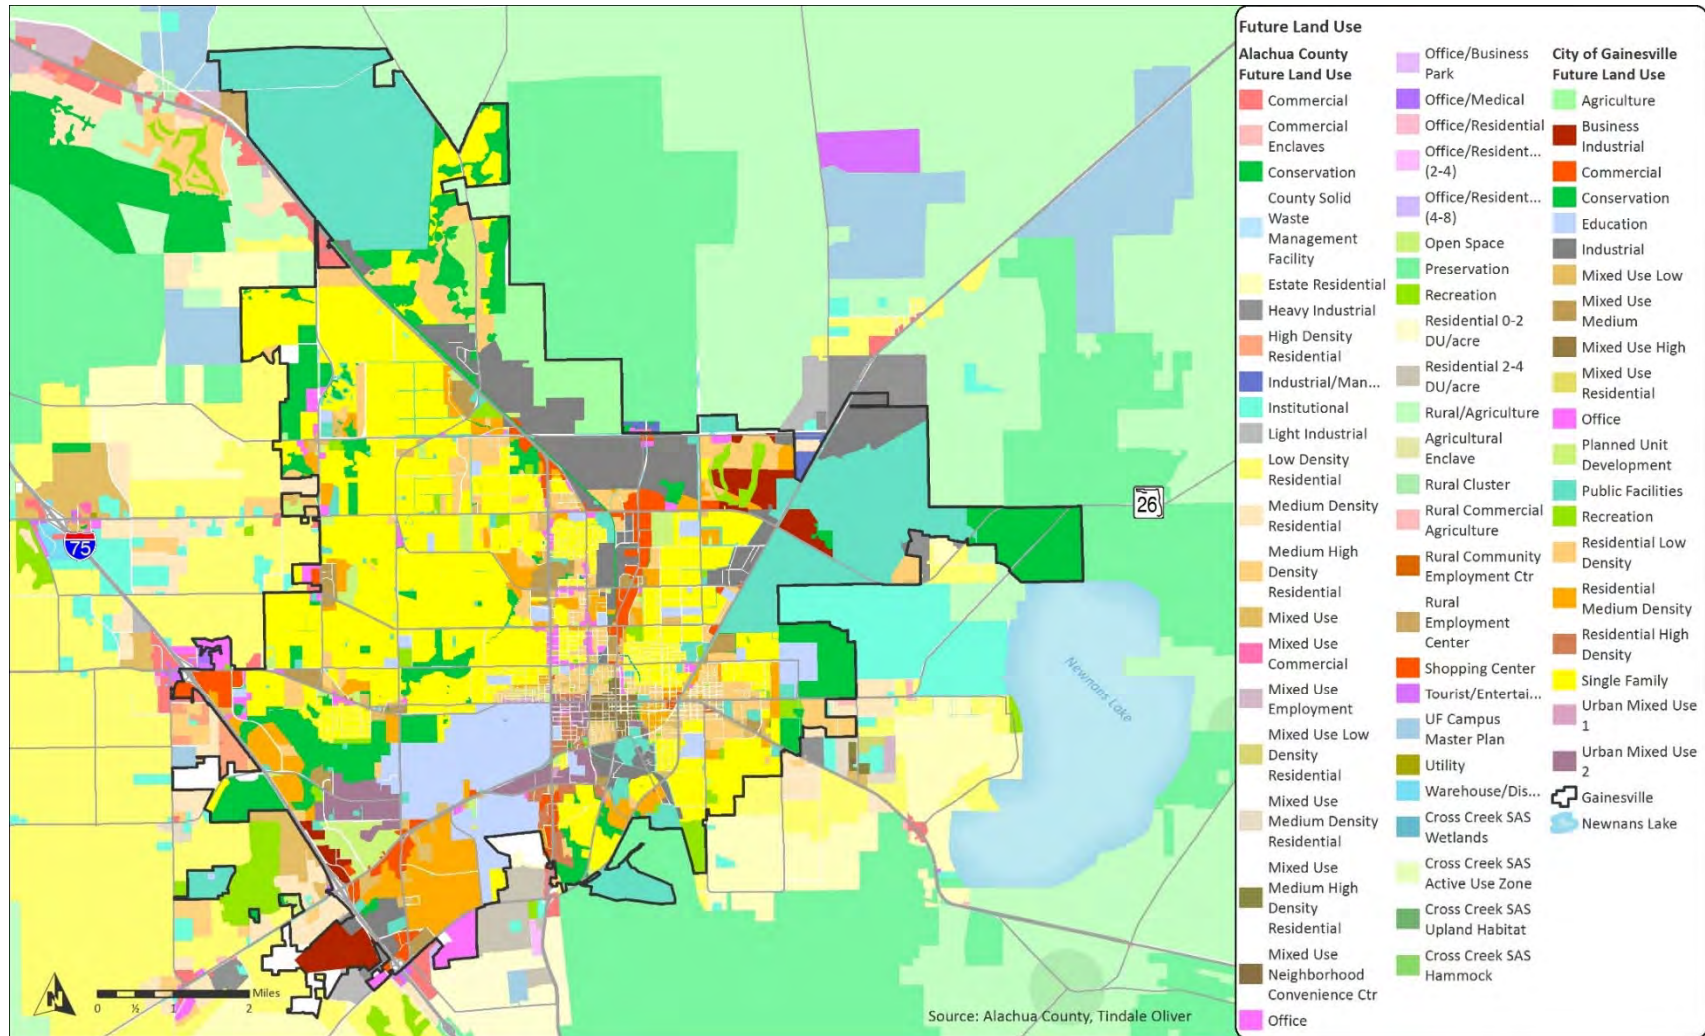 Future Land Use
Alachua County
Future Land Use
Commercial
Commercial
Enclaves
Conservation
County Solid
Waste
Management
Facility
Estate Residential
Heavy Industrial
High Density
Residential
Industrial/Man...
Institutional
Light Industrial
Low Density
Residential
Medium Density
Residential
Medium High
Density
Residential
Mixed Use
Mixed Use
Commercial
Mixed Use
Employment
Mixed Use Low
Density
Residential
Mixed Use
Medium Density
Residential
Mixed Use
Medium High
Density
Residential
Mixed Use
Neighborhood
Convenience Ctr
Office
Office/Business
Park
Office/Medical
Office/Residential
Office/Resident...
(2-4)
Office/Resident...
(4-8)
Open Space
Preservation
Recreation
Residential 0-2
DU/acre
Residential 2-4
DU/acre
Rural/Agriculture
Agricultural
Enclave
Rural Cluster
Rural Commercial
Agriculture
Rural Community
Employment Ctr
Rural
Employment
Center
Shopping Center
Tourist/Entertai...
UF Campus
Master Plan
Utility
Warehouse/Dis...
Cross Creek SAS
Wetlands
Cross Creek SAS
Active Use Zone
Cross Creek SAS
Upland Habitat
Cross Creek SAS
Hammock
City of Gainesville
Future Land Use
Agriculture
Business
Industrial
Commercial
Conservation
Education
Industrial
Mixed Use Low
Mixed Use
Medium
Mixed Use High
Mixed Use
Residential
Office
Planned Unit
Development
Public Facilities
Recreation
Residential Low
Density
Residential
Medium Density
Residential High
Density
Single Family
Urban Mixed Use
1
Urban Mixed Use
2
Gainesville
Newnans Lake
26
75
Newnans Lake
Miles
0 ½ 1 2
Source: Alachua County, Tindale Oliver